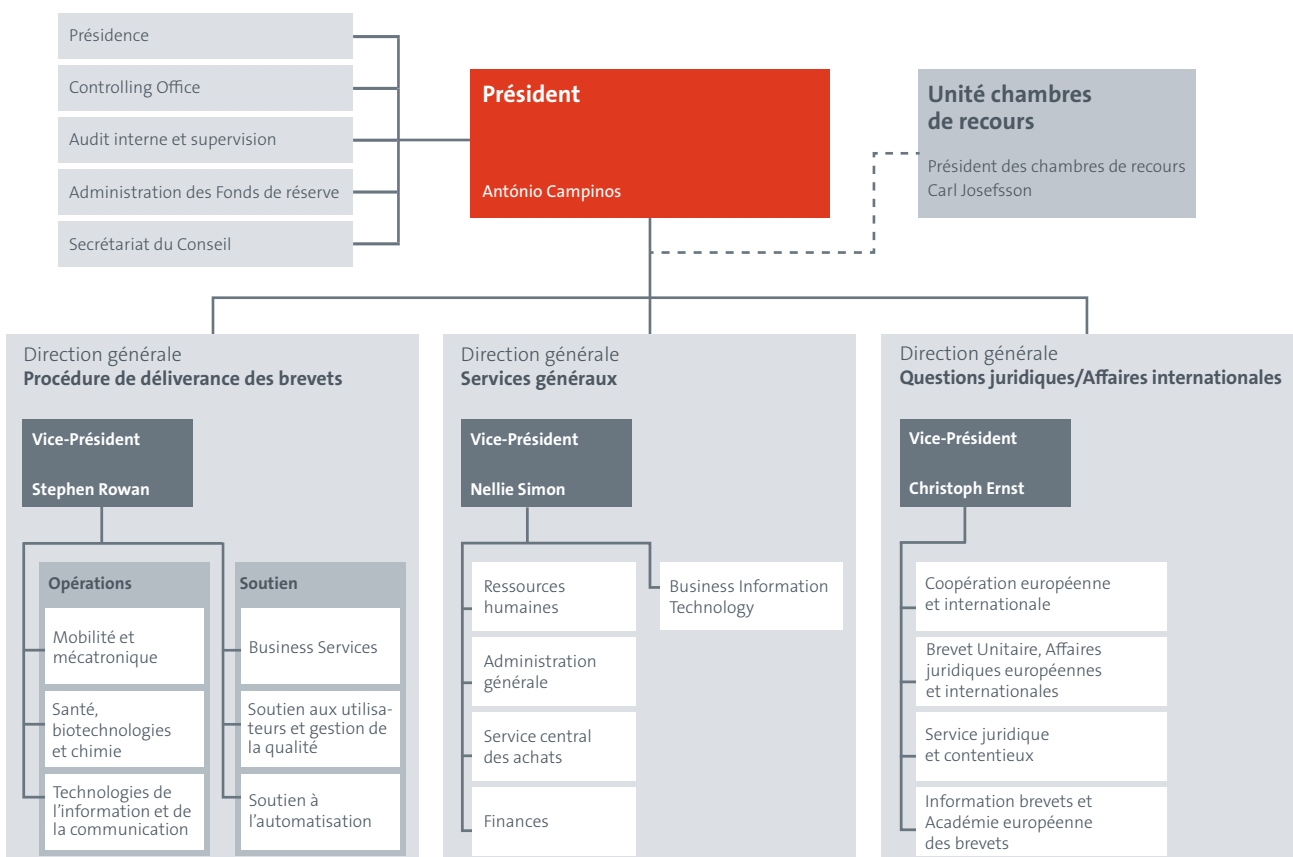 Présidence
Controlling Office
Audit interne et supervision
Administration des Fonds de réserve
Secrétariat du Conseil
Président
António Campinos
Unité chambres
de recours
Président des chambres de recours
Carl Josefsson
Direction générale
Procédure de déliverance des brevets
Vice-Président
Stephen Rowan
Opérations
Mobilité et
mécatronique
Santé,
biotechnologies
et chimie
Technologies de
l'information et de
la communication
Soutien
Business Services
Soutien aux utilisa-
teurs et gestion de
la qualité
Soutien à
l'automatisation
Direction générale
Services généraux
Vice-Président
Nellie Simon
Ressources
humaines
Administration
générale
Service central
des achats
Finances
Business Information
Technology
Direction générale
Questions juridiques/Affaires internationales
Vice-Président
Christoph Ernst
Coopération européenne
et internationale
Brevet Unitaire, Affaires
juridiques européennes
et internationales
Service juridique
et contentieux
Information brevets et
Académie européenne
des brevets